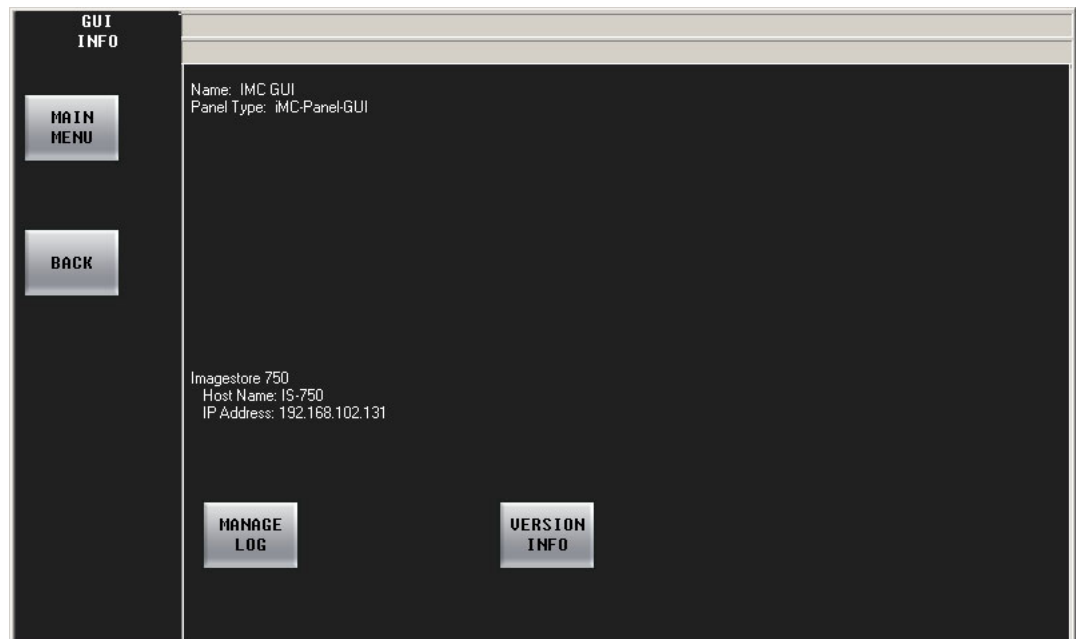 GUI
INFO
MAIN
MENU
BACK
Name: IMC GUI
Panel Type: iMC-Panel-GUI
Imagestore 750
Host Name: IS-750
IP Address: 192.168.102.131
MANAGE
LOG
VERSION
INFO